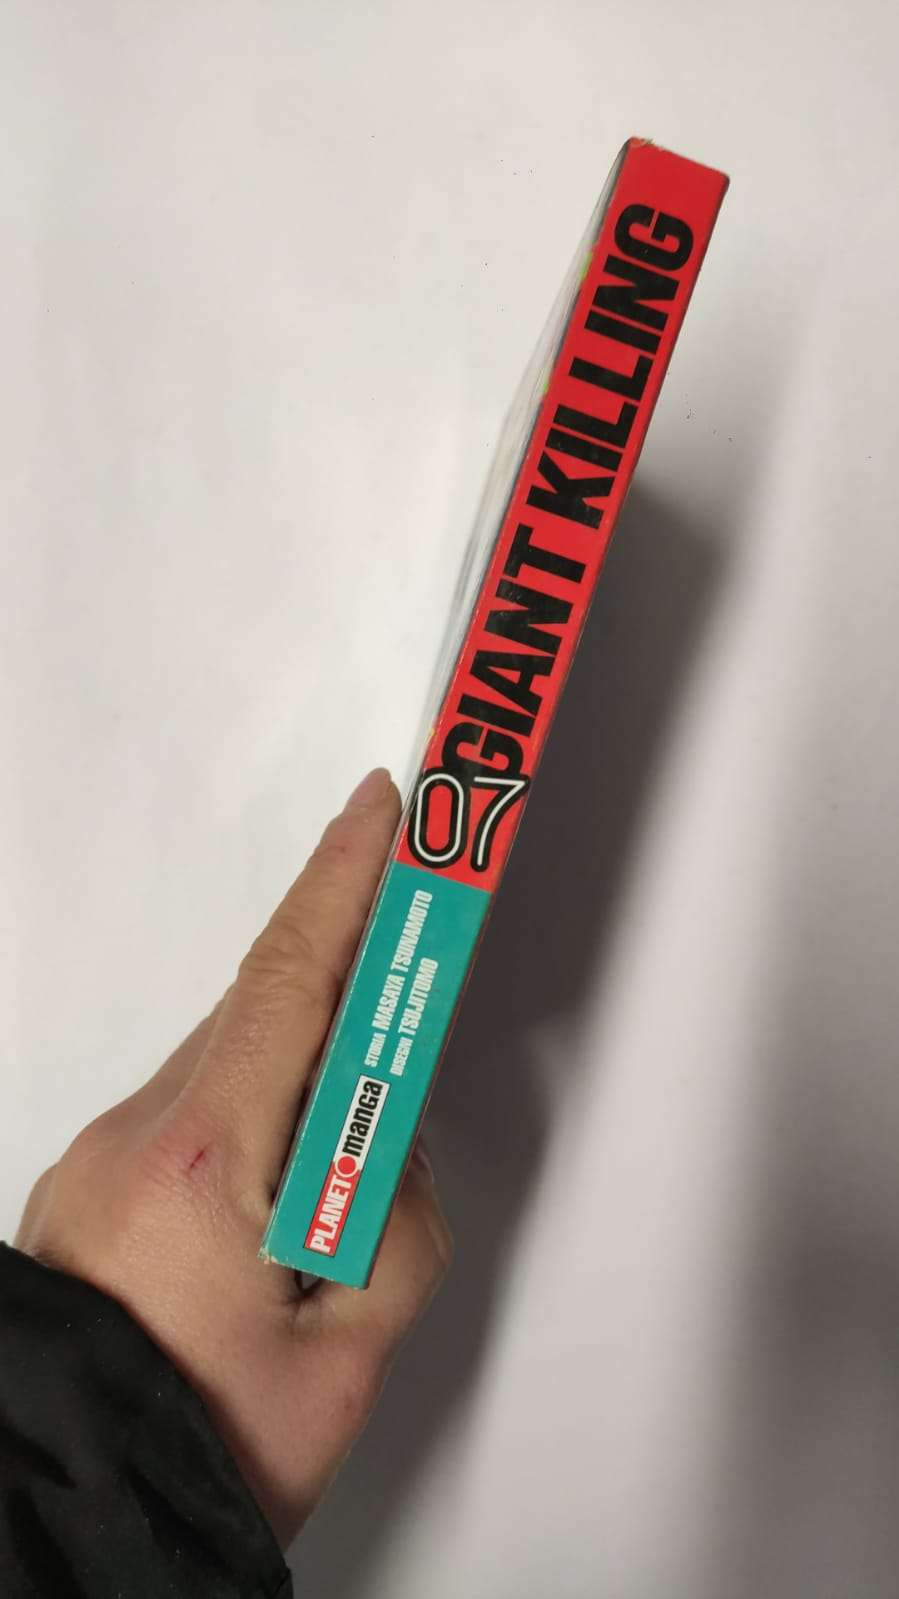 GIANT KILLING
07
STORIA MASAYA TSUNAMOTO
DISEGNI TSUJITOMO
PLANET manga